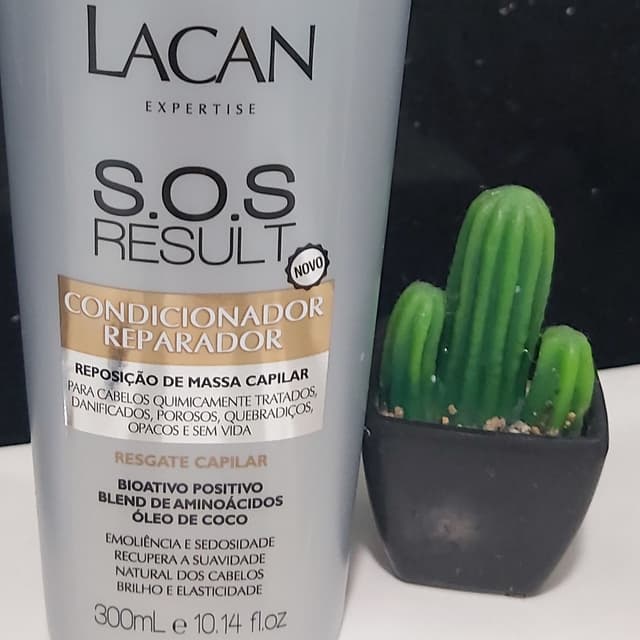 LACAN
EXPERTISE
S.O.S
RESULT
NOVO
CONDICIONADOR
REPARADOR
REPOSIÇÃO DE MASSA CAPILAR
PARA CABELOS QUIMICAMENTE TRATADOS,
DANIFICADOS, POROSOS, QUEBRADIÇOS,
OPACOS E SEM VIDA
RESGATE CAPILAR
BIOATIVO POSITIVO
BLEND DE AMINOÁCIDOS
ÓLEO DE COCO
EMOLIÊNCIA E SEDOSIDADE
RECUPERA A SUAVIDADE
NATURAL DOS CABELOS
BRILHO E ELASTICIDADE
300mL e 10.14 fl.oz